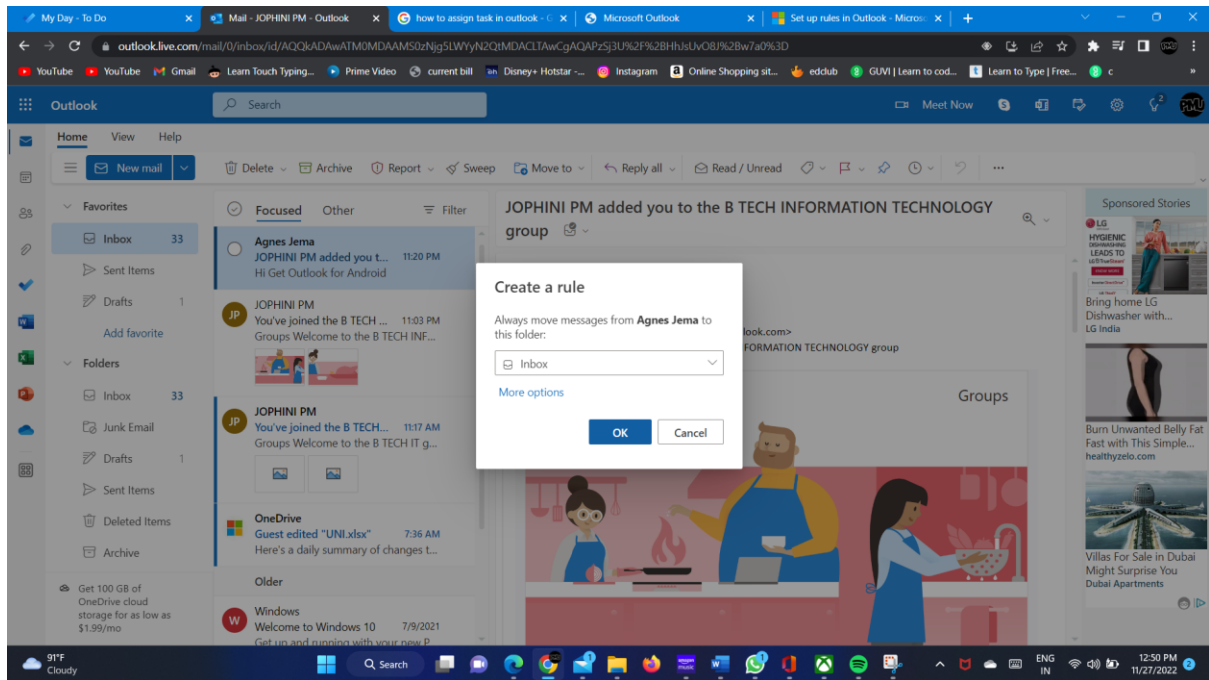 My Day - To Do
Mail - JOPHINI PM - Outlook
how to assign task in outlook - G
Microsoft Outlook
Set up rules in Outlook - Micros
outlook.live.com/mail/0/inbox/id/
YouTube
YouTube
Gmail
Learn Touch Typing...
Prime Video
current bill
Disney+ Hotstar -...
Instagram
Online Shopping sit...
edclub
GUVI | Learn to cod...
Learn to Type | Free...
c
»
Outlook
Search
Meet Now
2
PMJ
Home View Help
New mail
Delete
Archive
Report
Sweep
Move to
Reply all
Read / Unread
Favorites
Inbox 33
Sent Items
Drafts 1
Add favorite
Folders
Inbox 33
Junk Email
Drafts 1
Sent Items
Deleted Items
Archive
Get 100 GB of
OneDrive cloud
storage for as low as
$1.99/mo
Focused Other Filter
Agnes Jema
JOPHINI PM added you t... 11:20 PM
Hi Get Outlook for Android
JP
JOPHINI PM
You've joined the B TECH ... 11:03 PM
Groups Welcome to the B TECH INF...
JP
JOPHINI PM
You've joined the B TECH... 11:17 AM
Groups Welcome to the B TECH IT g...
OneDrive
Guest edited "UNI.xlsx" 7:36 AM
Here's a daily summary of changes t...
Older
W
Windows
Welcome to Windows 10 7/9/2021
Get up and running with your new P
JOPHINI PM added you to the B TECH INFORMATION TECHNOLOGY
group
look.com>
FORMATION TECHNOLOGY group
Groups
Create a rule
Always move messages from Agnes Jema to
this folder:
Inbox
More options
OK
Cancel
Sponsored Stories
LG
HYGIENIC
DISHWASHING
LEADS TO
Bring home LG
Dishwasher with...
LG India
Burn Unwanted Belly Fat
Fast with This Simple...
healthyzelo.com
Villas For Sale in Dubai
Might Surprise You
Dubai Apartments
91°F
Cloudy
Search
ENG
IN
12:50 PM
11/27/2022
2